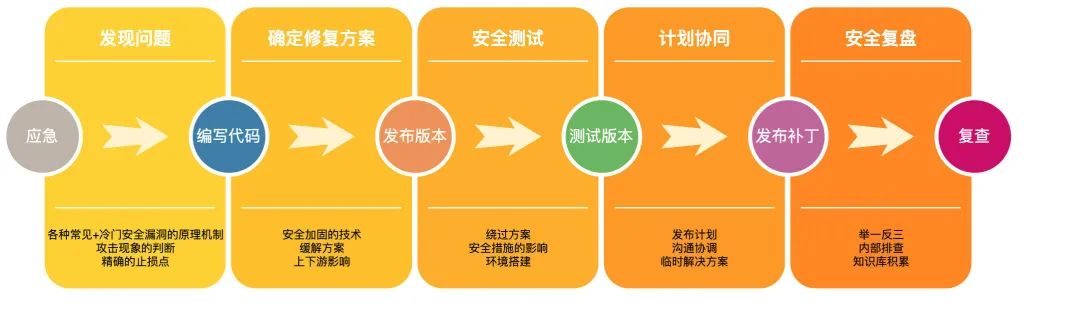 发现问题
确定修复方案
安全测试
计划协同
安全复盘
应急
编写代码
发布版本
测试版本
发布补丁
复查
各种常见+冷门安全漏洞的原理机制
攻击现象的判断
精确的止损点
安全加固的技术
缓解方案
上下游影响
绕过方案
安全措施的影响
环境搭建
发布计划
沟通协调
临时解决方案
举一反三
内部排查
知识库积累